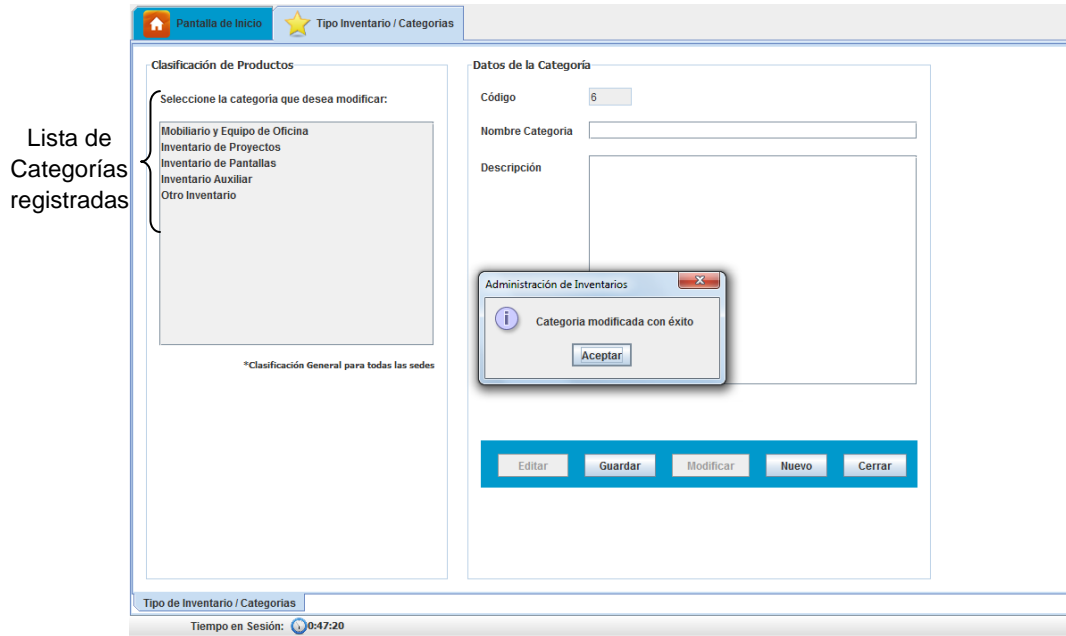 Pantalla de Inicio
Tipo Inventario / Categorias
Clasificación de Productos
Seleccione la categoría que desea modificar:
Mobiliario y Equipo de Oficina
Inventario de Proyectos
Inventario de Pantallas
Inventario Auxiliar
Otro Inventario
*Clasificación General para todas las sedes
Lista de
Categorías
registradas
Datos de la Categoría
Código
6
Nombre Categoria
Descripción
Administración de Inventarios
Categoria modificada con éxito
Aceptar
Editar
Guardar
Modificar
Nuevo
Cerrar
Tipo de Inventario / Categorias
Tiempo en Sesión: 0:47:20